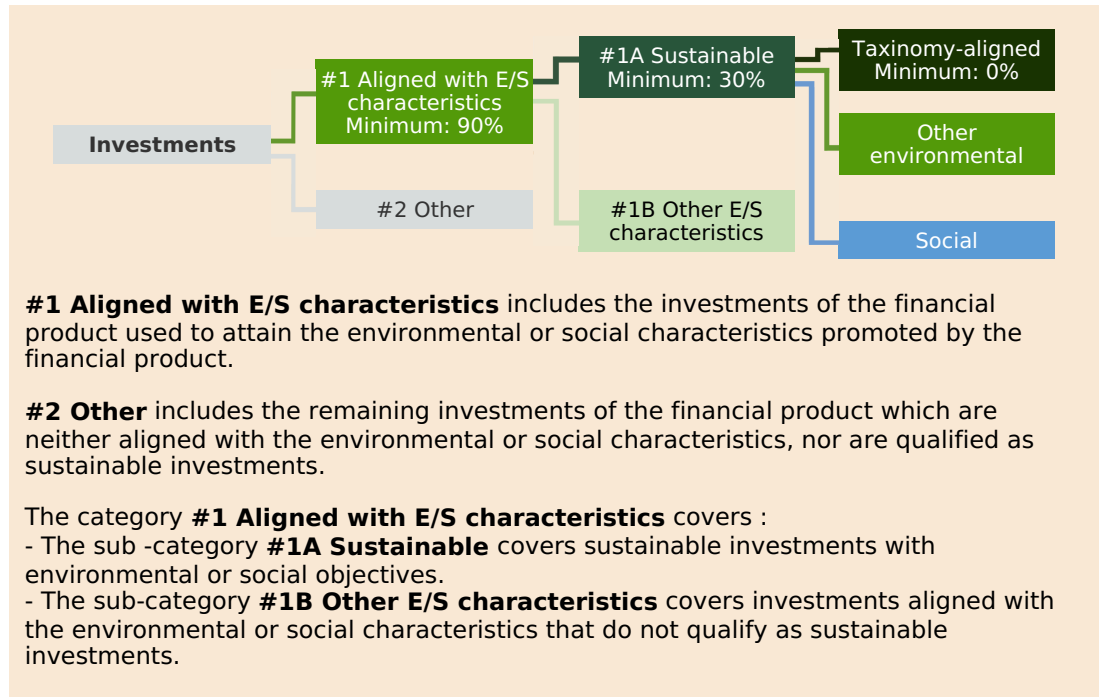 Investments
#1 Aligned with E/S
characteristics
Minimum: 90%
#2 Other
#1A Sustainable
Minimum: 30%
#1B Other E/S
characteristics
Taxinomy-aligned
Minimum: 0%
Other
environmental
Social
#1 Aligned with E/S characteristics includes the investments of the financial
product used to attain the environmental or social characteristics promoted by the
financial product.
#2 Other includes the remaining investments of the financial product which are
neither aligned with the environmental or social characteristics, nor are qualified as
sustainable investments.
The category #1 Aligned with E/S characteristics covers :
- The sub -category #1A Sustainable covers sustainable investments with
environmental or social objectives.
- The sub-category #1B Other E/S characteristics covers investments aligned with
the environmental or social characteristics that do not qualify as sustainable
investments.